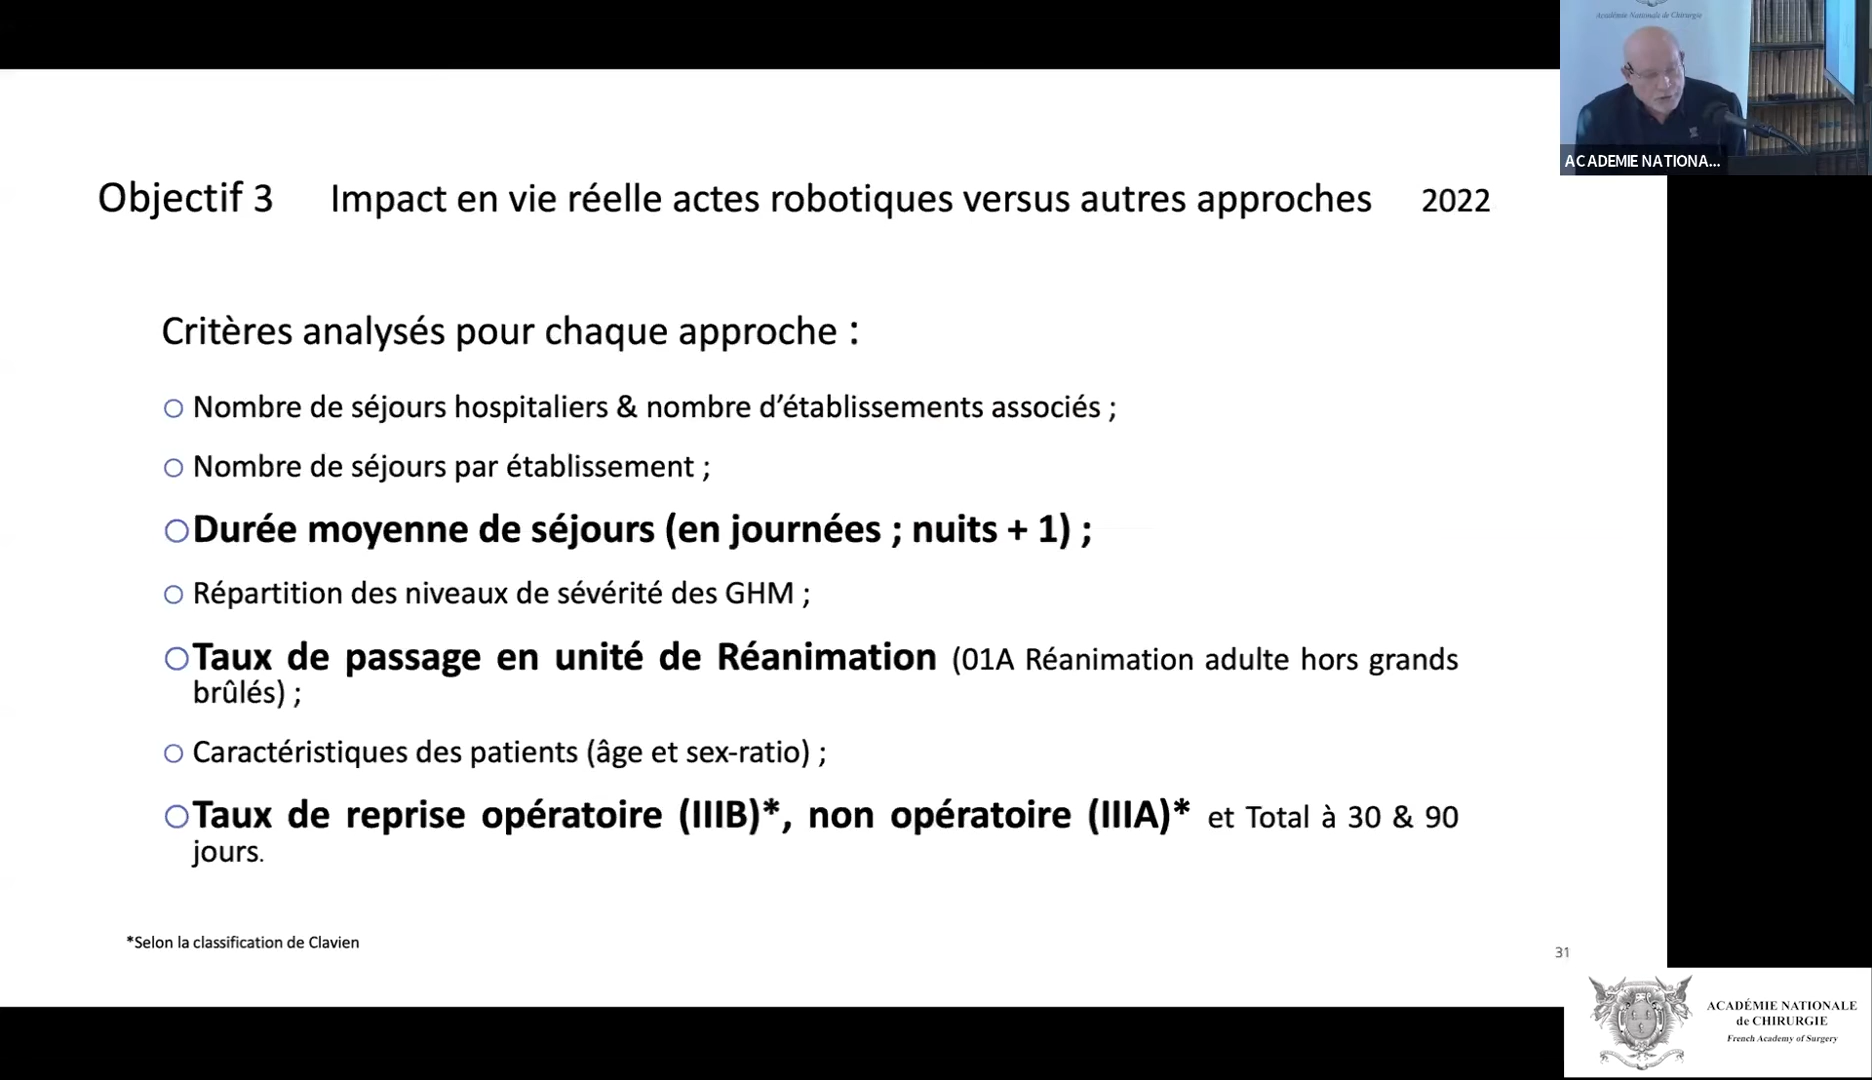 Académie Nationale de Chirurgie
ACADEMIE NATIONA...
Objectif 3 Impact en vie réelle actes robotiques versus autres approches 2022
Critères analysés pour chaque approche :
Nombre de séjours hospitaliers & nombre d’établissements associés ;
Nombre de séjours par établissement ;
Durée moyenne de séjours (en journées ; nuits + 1) ;
Répartition des niveaux de sévérité des GHM ;
Taux de passage en unité de Réanimation (01A Réanimation adulte hors grands
brûlés) ;
Caractéristiques des patients (âge et sex-ratio) ;
Taux de reprise opératoire (IIIB)*, non opératoire (IIIA)* et Total à 30 & 90
jours.
*Selon la classification de Clavien
31
ACADÉMIE NATIONALE
de CHIRURGIE
French Academy of Surgery